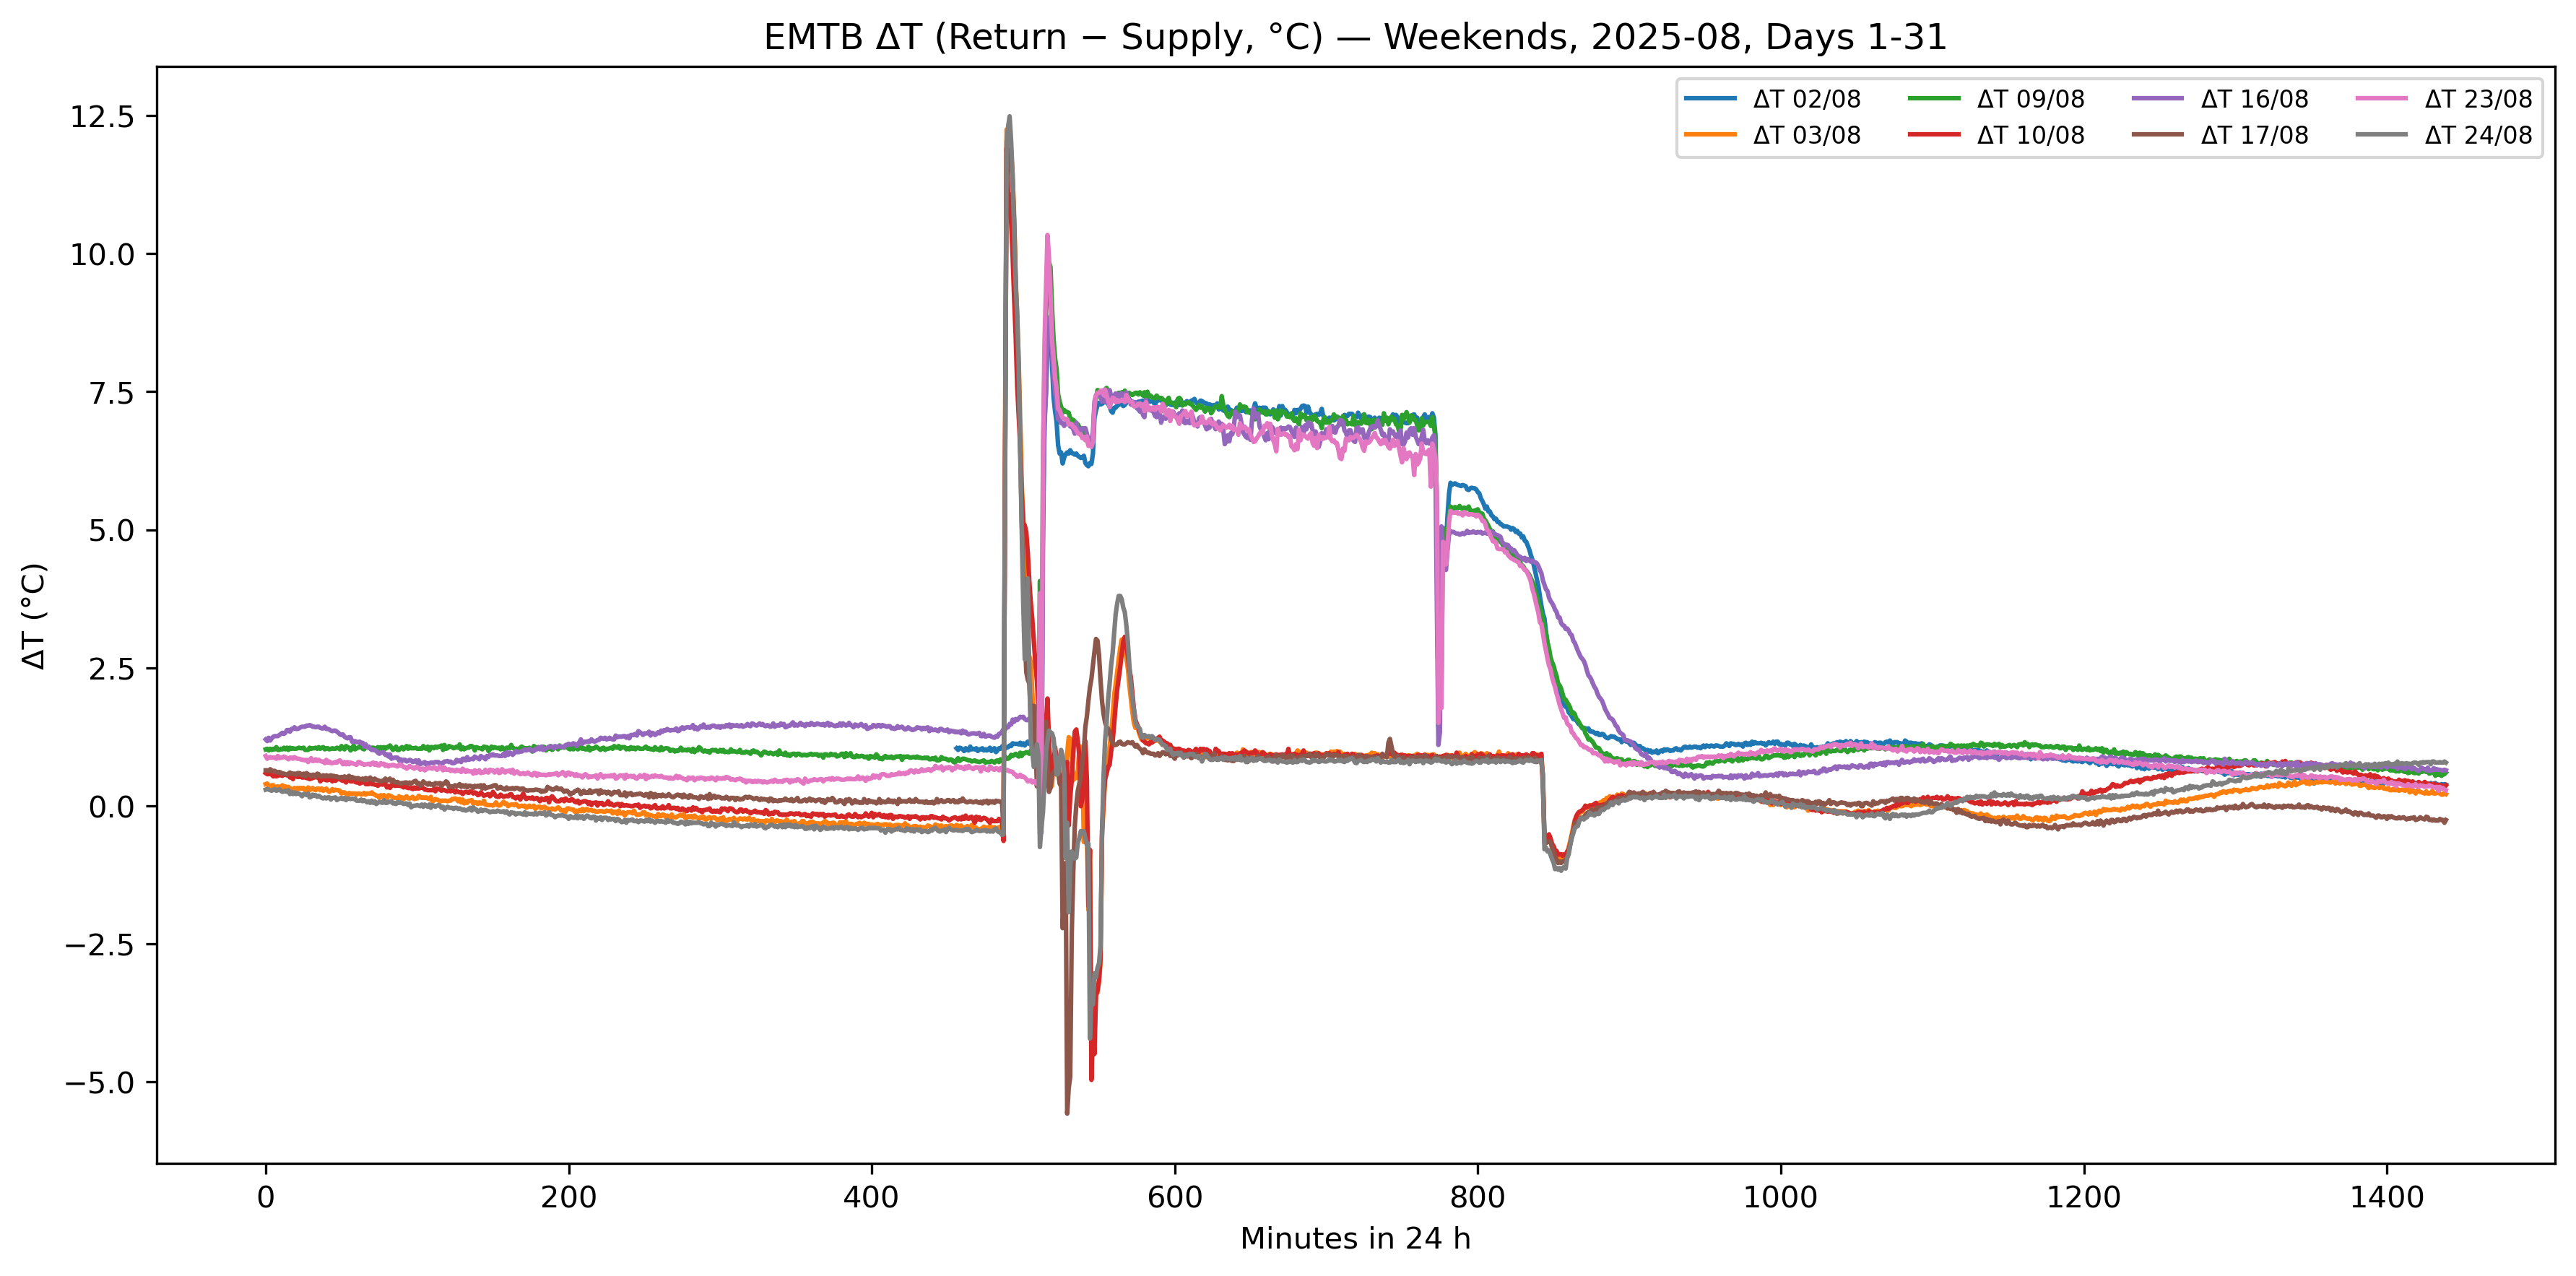 EMTB ΔT (Return − Supply, °C) — Weekends, 2025-08, Days 1-31
ΔT 02/08 ΔT 09/08 ΔT 16/08 ΔT 23/08
ΔT 03/08 ΔT 10/08 ΔT 17/08 ΔT 24/08
12.5
10.0
7.5
5.0
2.5
0.0
−2.5
−5.0
ΔT (°C)
0 200 400 600 800 1000 1200 1400
Minutes in 24 h